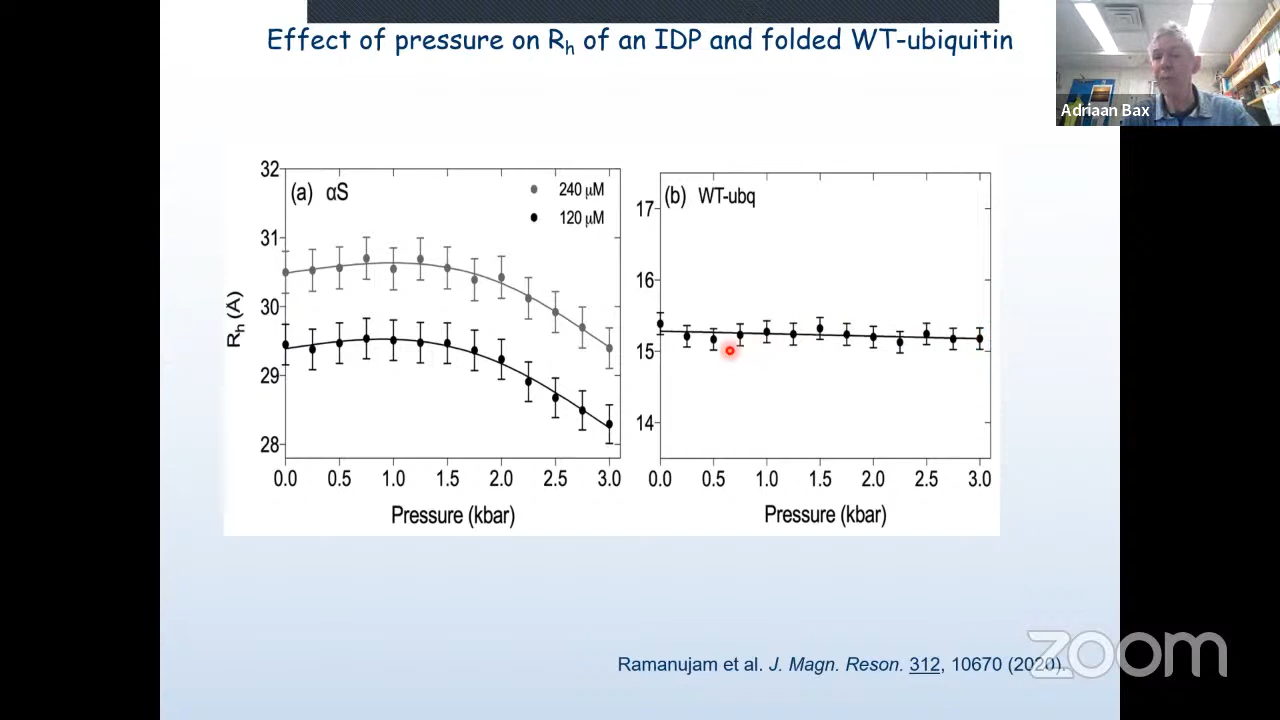 Effect of pressure on Rh of an IDP and folded WT-ubiquitin
Adriaan Bax
(a) αS
240 μM
120 μM
32
31
30
29
28
Rh (Å)
0.0 0.5 1.0 1.5 2.0 2.5 3.0
Pressure (kbar)
(b) WT-ubq
17
16
15
14
0.0 0.5 1.0 1.5 2.0 2.5 3.0
Pressure (kbar)
Ramanujam et al. J. Magn. Reson. 312, 10670 (2020).
zoom